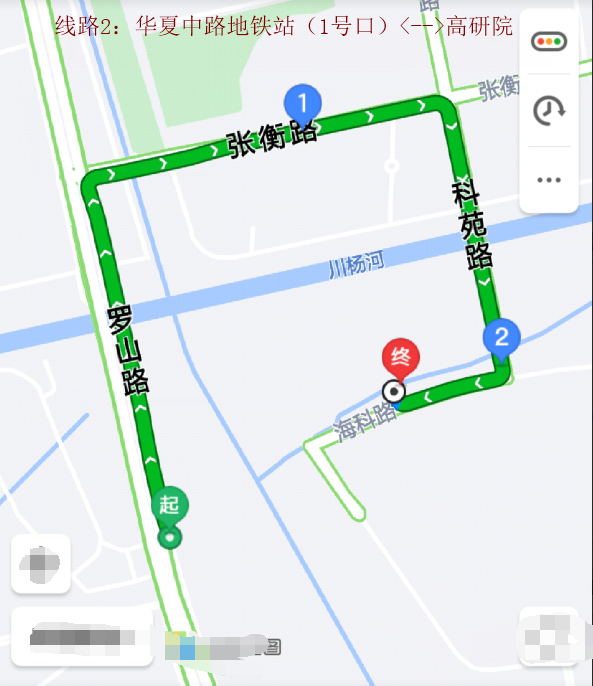 线路2：华夏中路地铁站（1号口）<-->高研院
路
张衡
1
张衡路
科苑路
川杨河
罗山路
2
终
海科路
起
图